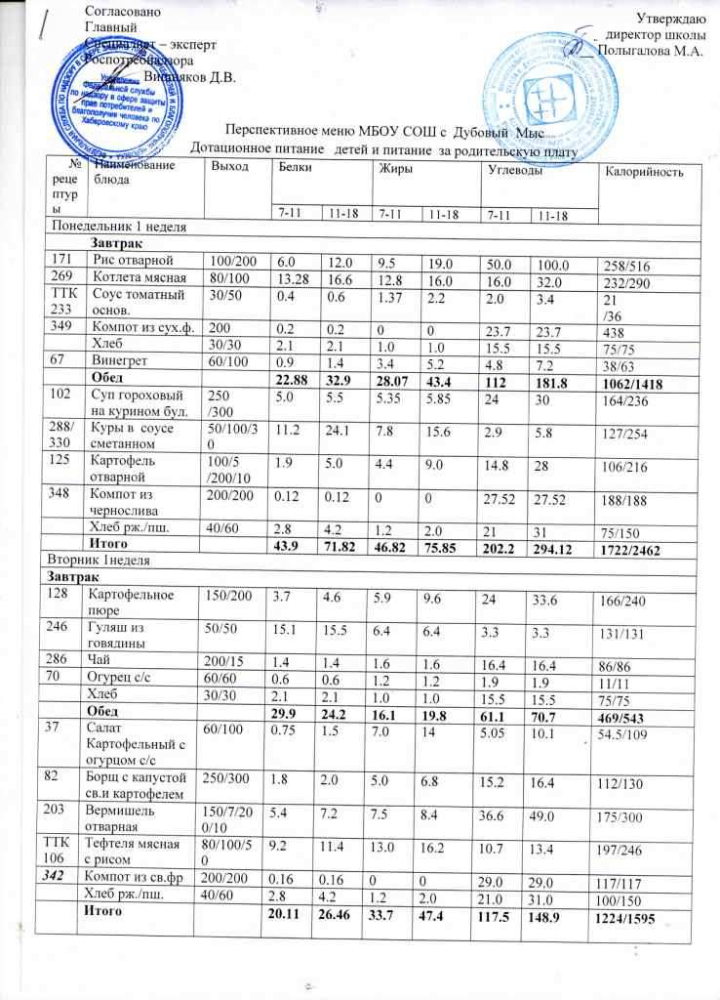 Согласовано
Утверждаю
Главный
директор школы
Специалист – эксперт
Полыгалова М.А.
Роспотребнадзора
Вишняков Д.В.
Управление
Федеральной службы
по надзору в сфере защиты
прав потребителей и
благополучия человека по
Хабаровскому краю
Перспективное меню МБОУ СОШ с Дубовый Мыс
Дотационное питание детей и питание за родительскую плату
№ рецептуры Наименование блюда Выход Белки Жиры Углеводы Калорийность
7-11 11-18 7-11 11-18 7-11 11-18
Понедельник 1 неделя
Завтрак
171 Рис отварной 100/200 6.0 12.0 9.5 19.0 50.0 100.0 258/516
269 Котлета мясная 80/100 13.28 16.6 12.8 16.0 16.0 32.0 232/290
ТТК 233 Соус томатный основ. 30/50 0.4 0.6 1.37 2.2 2.0 3.4 21 /36
349 Компот из сух.ф. 200 0.2 0.2 0 0 23.7 23.7 438
Хлеб 30/30 2.1 2.1 1.0 1.0 15.5 15.5 75/75
67 Винегрет 60/100 0.9 1.4 3.4 5.2 4.8 7.2 38/63
Обед 22.88 32.9 28.07 43.4 112 181.8 1062/1418
102 Суп гороховый на курином бул. 250 /300 5.0 5.5 5.35 5.85 24 30 164/236
288/ 330 Куры в соусе сметанном 50/100/30 11.2 24.1 7.8 15.6 2.9 5.8 127/254
125 Картофель отварной 100/5 /200/10 1.9 5.0 4.4 9.0 14.8 28 106/216
348 Компот из чернослива 200/200 0.12 0.12 0 0 27.52 27.52 188/188
Хлеб рж./пш. 40/60 2.8 4.2 1.2 2.0 21 31 75/150
Итого 43.9 71.82 46.82 75.85 202.2 294.12 1722/2462
Вторник 1неделя
Завтрак
128 Картофельное пюре 150/200 3.7 4.6 5.9 9.6 24 33.6 166/240
246 Гуляш из говядины 50/50 15.1 15.5 6.4 6.4 3.3 3.3 131/131
286 Чай 200/15 1.4 1.4 1.6 1.6 16.4 16.4 86/86
70 Огурец с/с 60/60 0.6 0.6 1.2 1.2 1.9 1.9 11/11
Хлеб 30/30 2.1 2.1 1.0 1.0 15.5 15.5 75/75
Обед 29.9 24.2 16.1 19.8 61.1 70.7 469/543
37 Салат Картофельный с огурцом с/с 60/100 0.75 1.5 7.0 14 5.05 10.1 54.5/109
82 Борщ с капустой св.и картофелем 250/300 1.8 2.0 5.0 6.8 15.2 16.4 112/130
203 Вермишель отварная 150/7/200/10 5.4 7.2 7.5 8.4 36.6 49.0 175/300
ТТК 106 Тефтеля мясная с рисом 80/100/50 9.2 11.4 13.0 16.2 10.7 13.4 197/246
342 Компот из св.фр 200/200 0.16 0.16 0 0 29.0 29.0 117/117
Хлеб рж./пш. 40/60 2.8 4.2 1.2 2.0 21.0 31.0 100/150
Итого 20.11 26.46 33.7 47.4 117.5 148.9 1224/1595